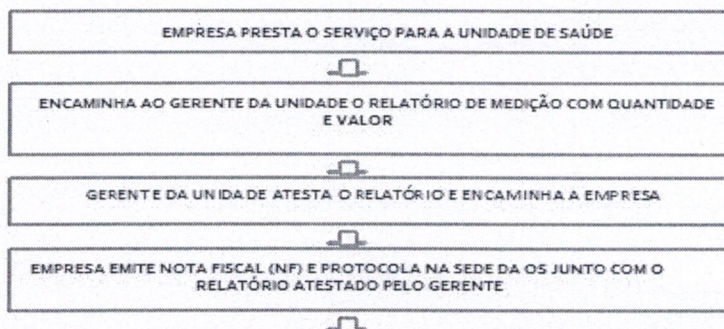 EMPRESA PRESTA O SERVIÇO PARA A UNIDADE DE SAÚDE
ENCAMINHA AO GERENTE DA UNIDADE O RELATÓRIO DE MEDIÇÃO COM QUANTIDADE
E VALOR
GERENTE DA UNIDADE ATESTA O RELATÓRIO E ENCAMINHA A EMPRESA
EMPRESA EMITE NOTA FISCAL (NF) E PROTOCOLA NA SEDE DA OS JUNTO COM O
RELATÓRIO ATESTADO PELO GERENTE